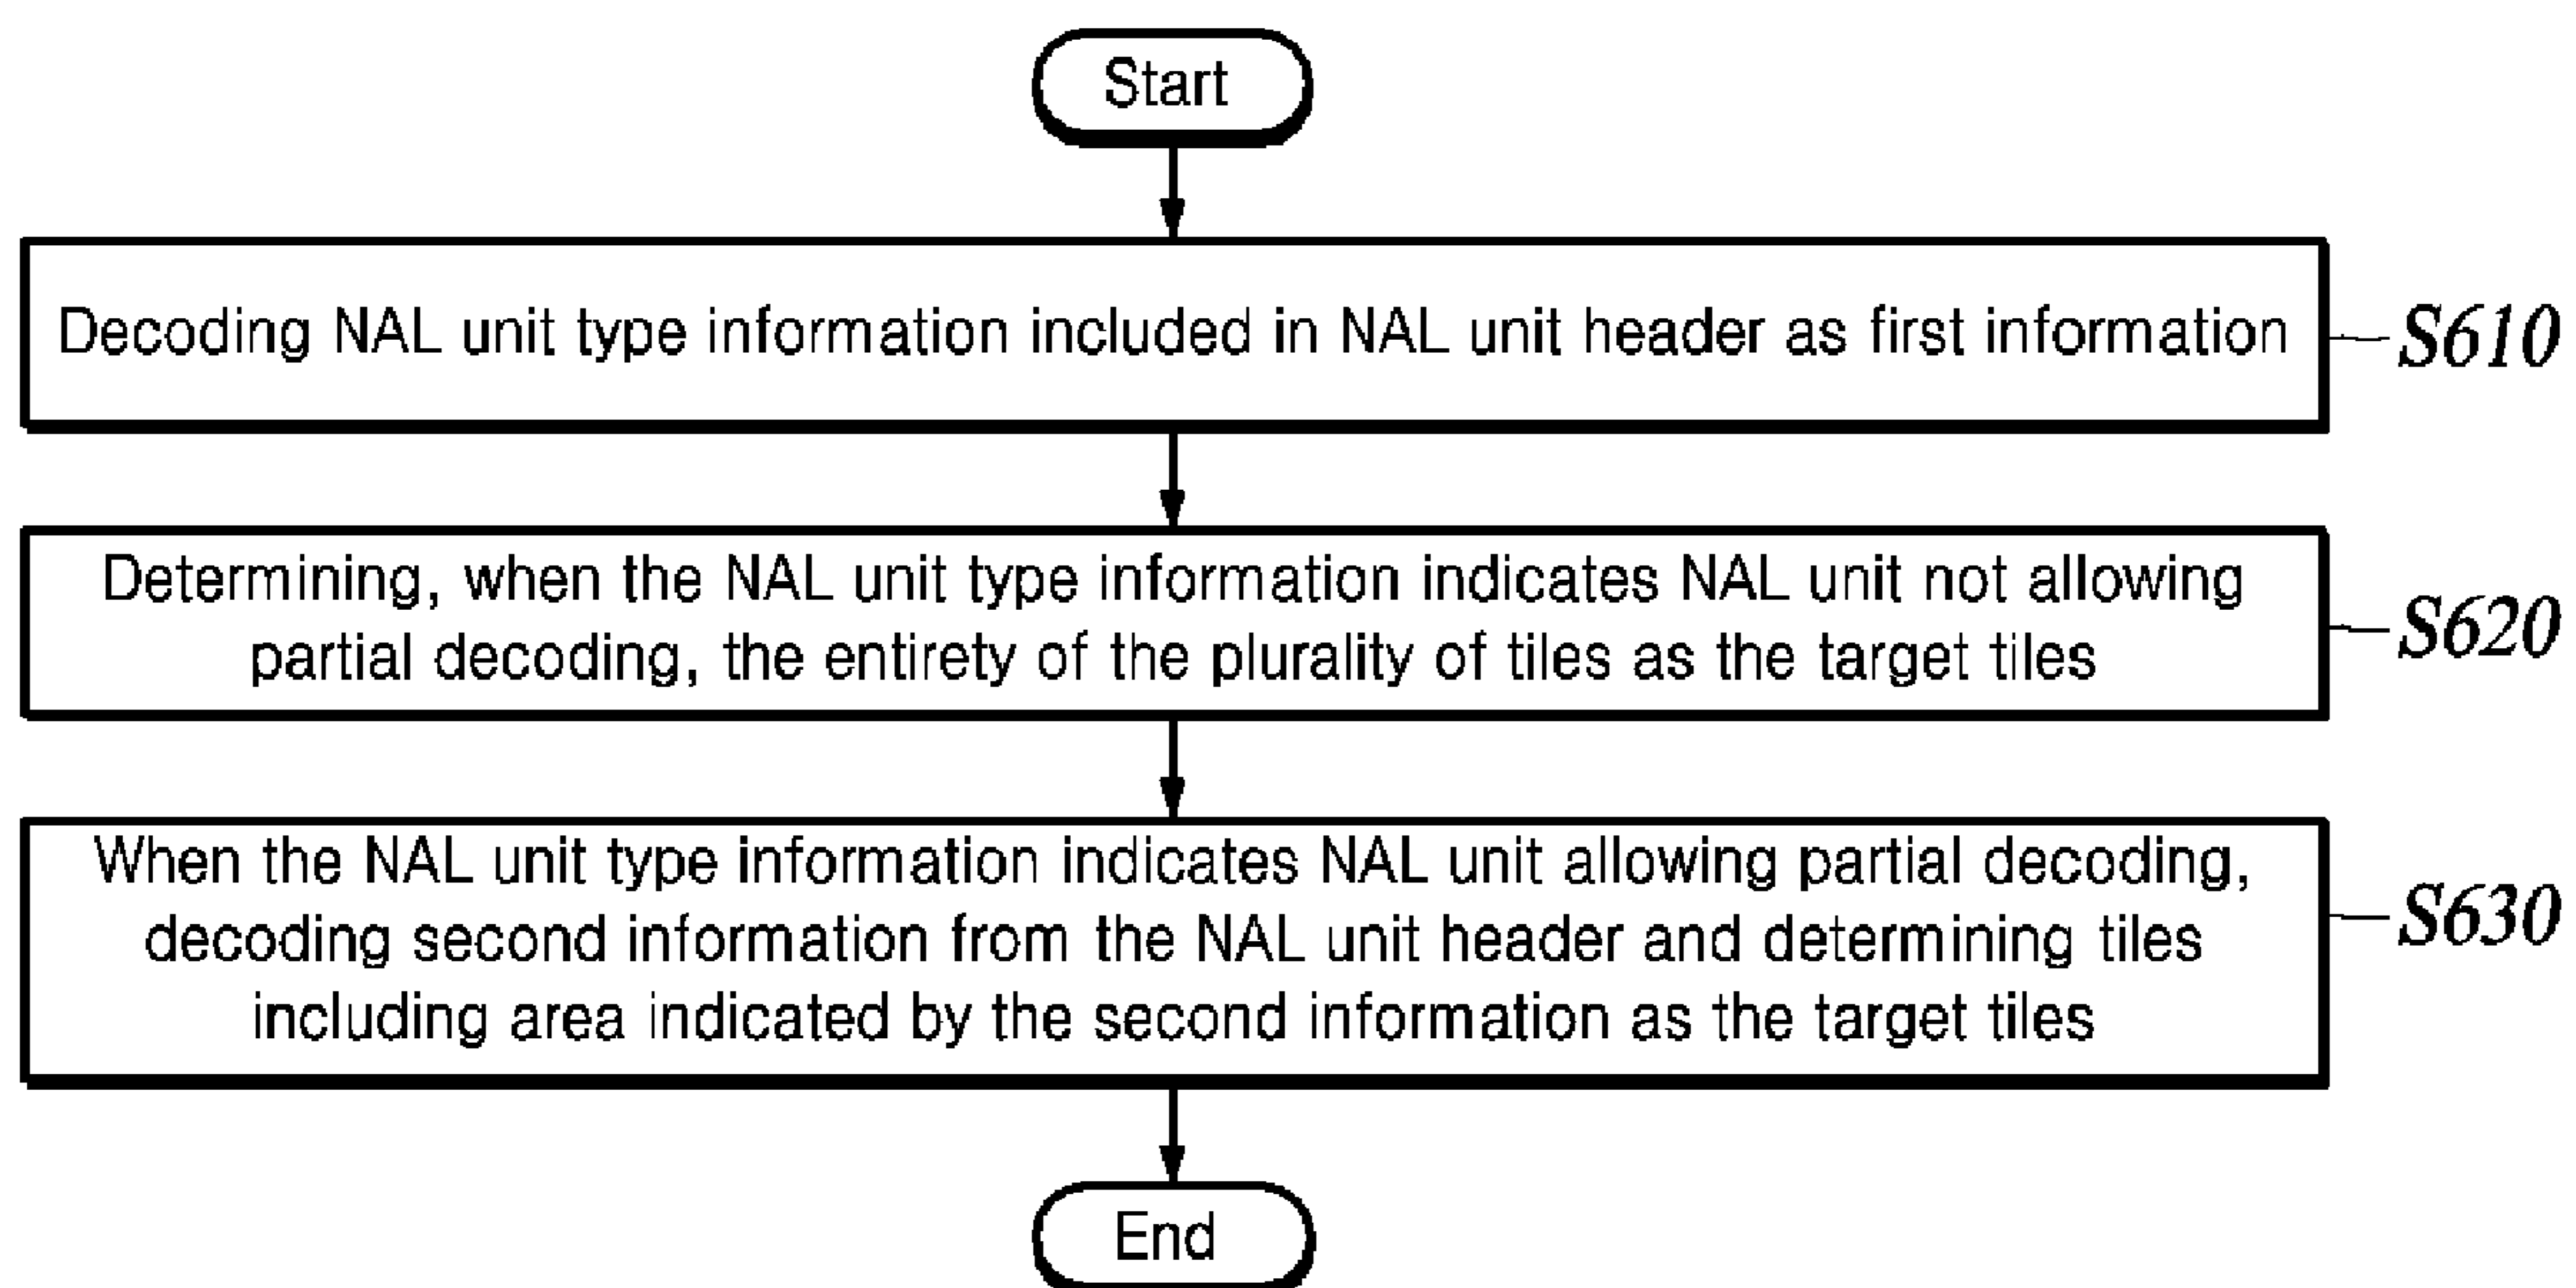 Start
Decoding NAL unit type information included in NAL unit header as first information
S610
Determining, when the NAL unit type information indicates NAL unit not allowing
partial decoding, the entirety of the plurality of tiles as the target tiles
S620
When the NAL unit type information indicates NAL unit allowing partial decoding,
decoding second information from the NAL unit header and determining tiles
including area indicated by the second information as the target tiles
S630
End